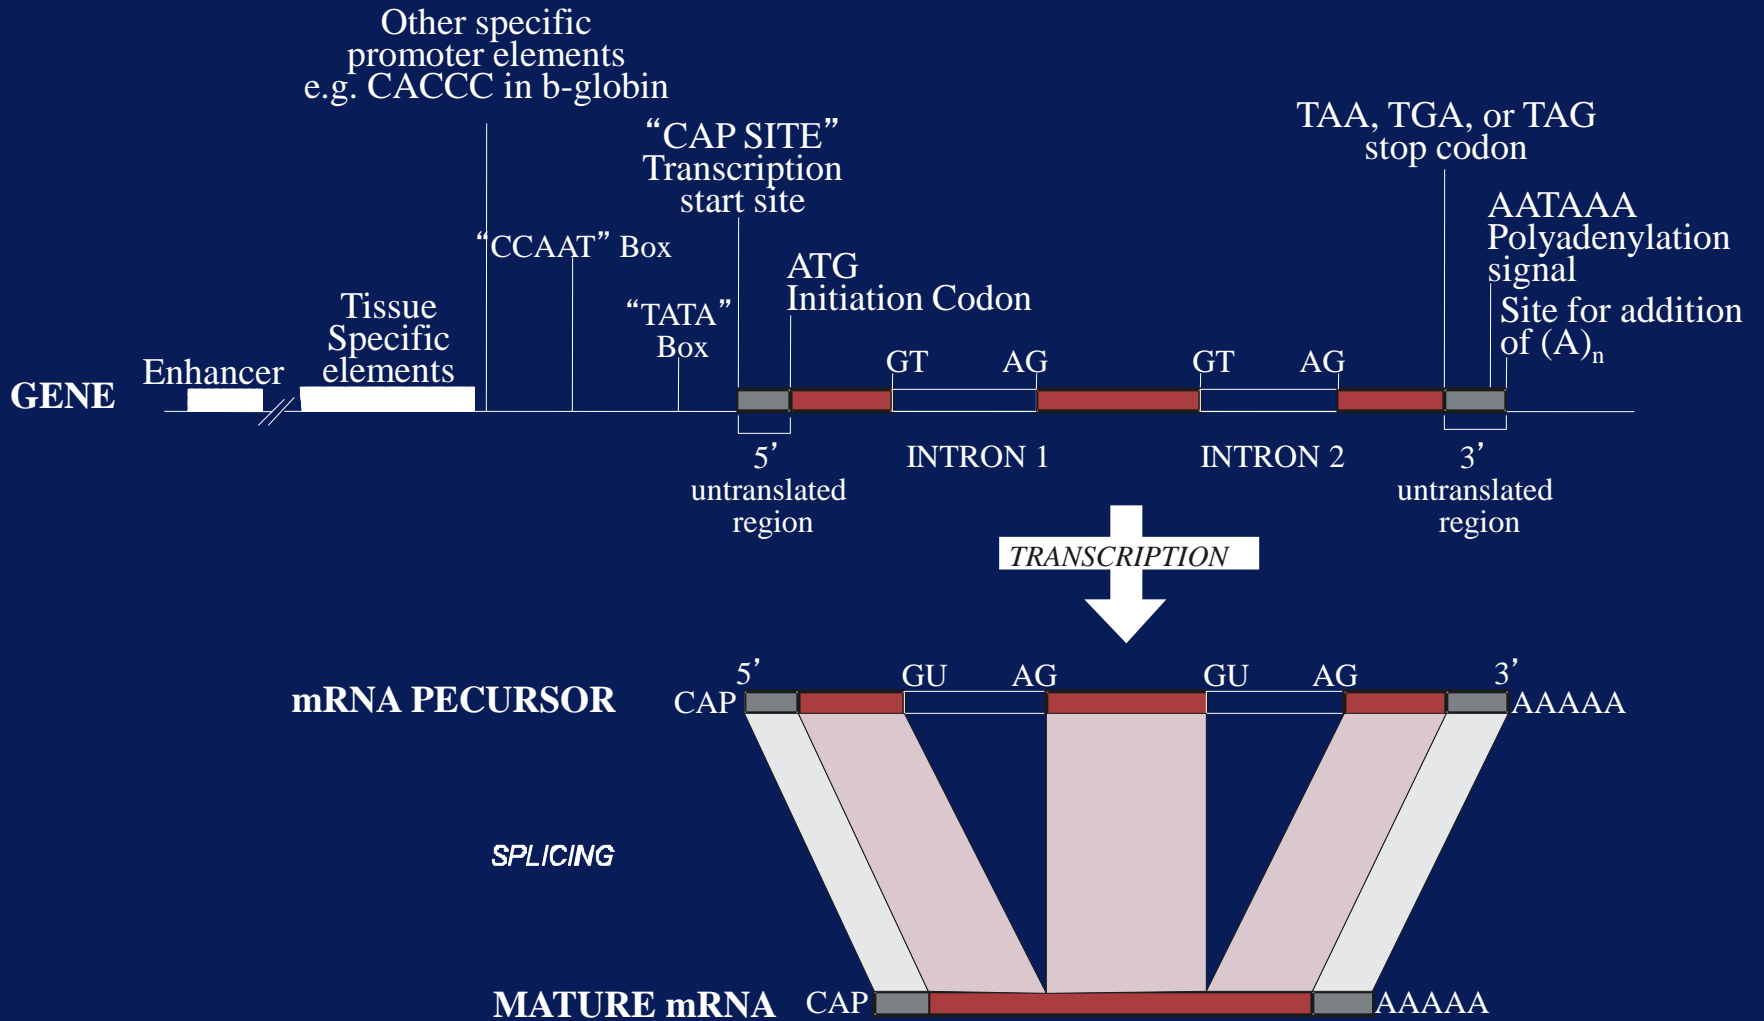 Other specific
promoter elements
e.g. CACCC in b-globin
“CAP SITE”
Transcription
start site
TAA, TGA, or TAG
stop codon
AATAAA
Polyadenylation
signal
“CCAAT” Box
ATG
Initiation Codon
Tissue
Specific
elements
“TATA”
Box
Site for addition
of (A)n
Enhancer
GT
AG
GT
AG
GENE
5’
untranslated
region
INTRON 1
INTRON 2
3’
untranslated
region
TRANSCRIPTION
5’
GU
AG
GU
AG
3’
mRNA PECURSOR
CAP
AAAAA
SPLICING
MATURE mRNA
CAP
AAAAA